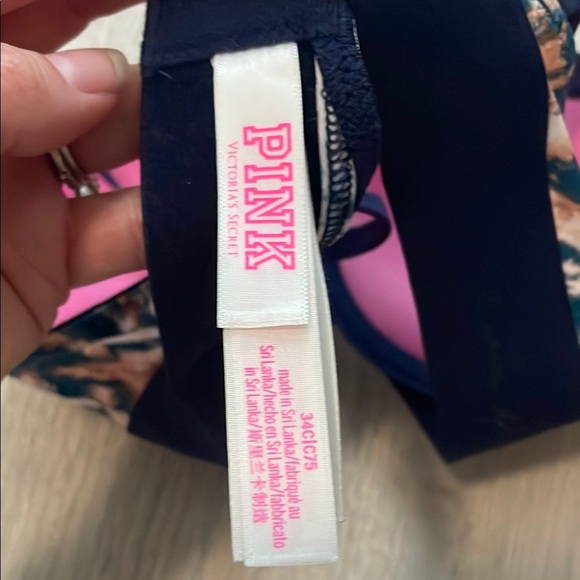 PINK
VICTORIA'S SECRET
34C|C75
made in Sri Lanka/fabriqué au
Sri Lanka/hecho en Sri Lanka/fabbricato
in Sri Lanka/斯里兰卡制造